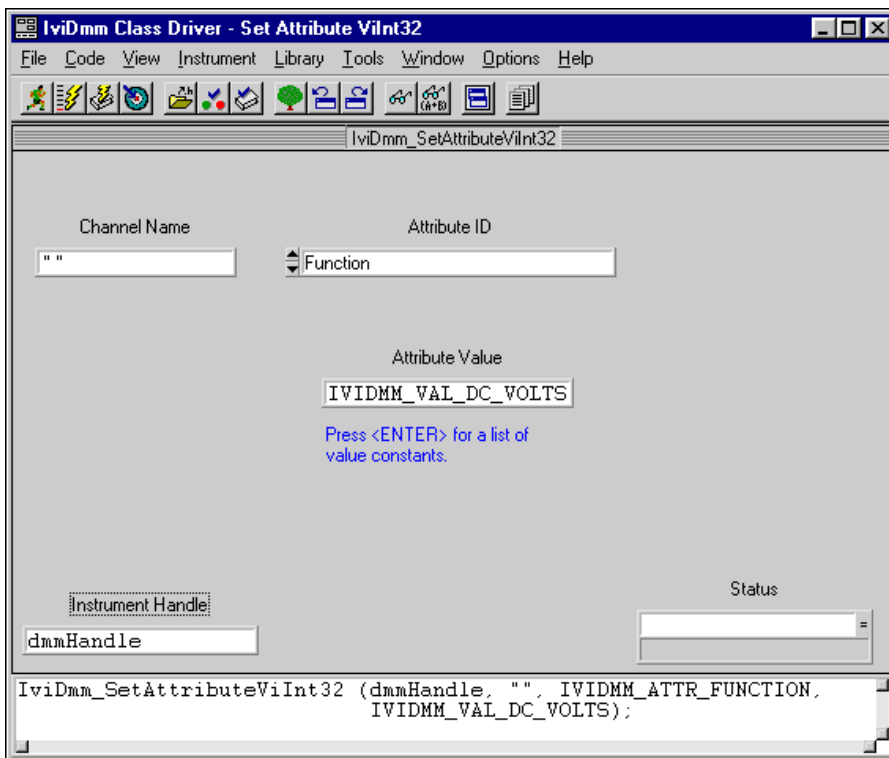 IviDmm Class Driver - Set Attribute ViInt32
File Code View Instrument Library Tools Window Options Help
IviDmm_SetAttributeViInt32
Channel Name
Attribute ID
""
Function
Attribute Value
IVIDMM_VAL_DC_VOLTS
Press <ENTER> for a list of
value constants.
Status
Instrument Handle
=
dmmHandle
IviDmm_SetAttributeViInt32 (dmmHandle, "", IVIDMM_ATTR_FUNCTION,
IVIDMM_VAL_DC_VOLTS);